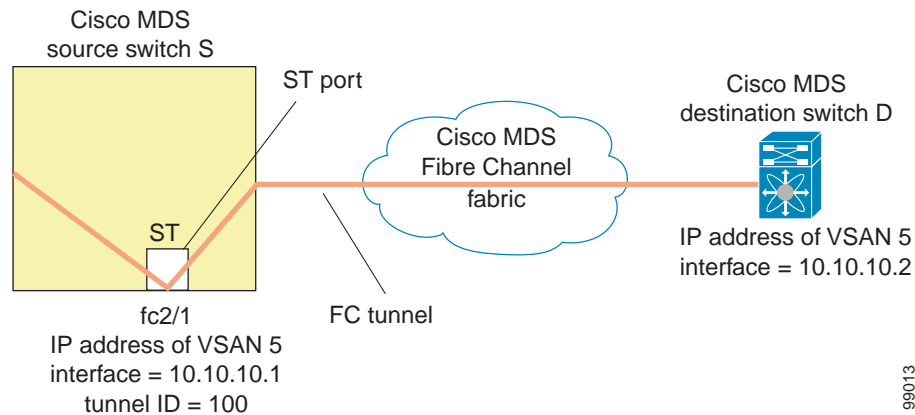 Cisco MDS
source switch S
ST port
Cisco MDS
Fibre Channel
fabric
Cisco MDS
destination switch D
ST
IP address of VSAN 5
interface = 10.10.10.2
fc2/1
IP address of VSAN 5
interface = 10.10.10.1
tunnel ID = 100
FC tunnel
99013